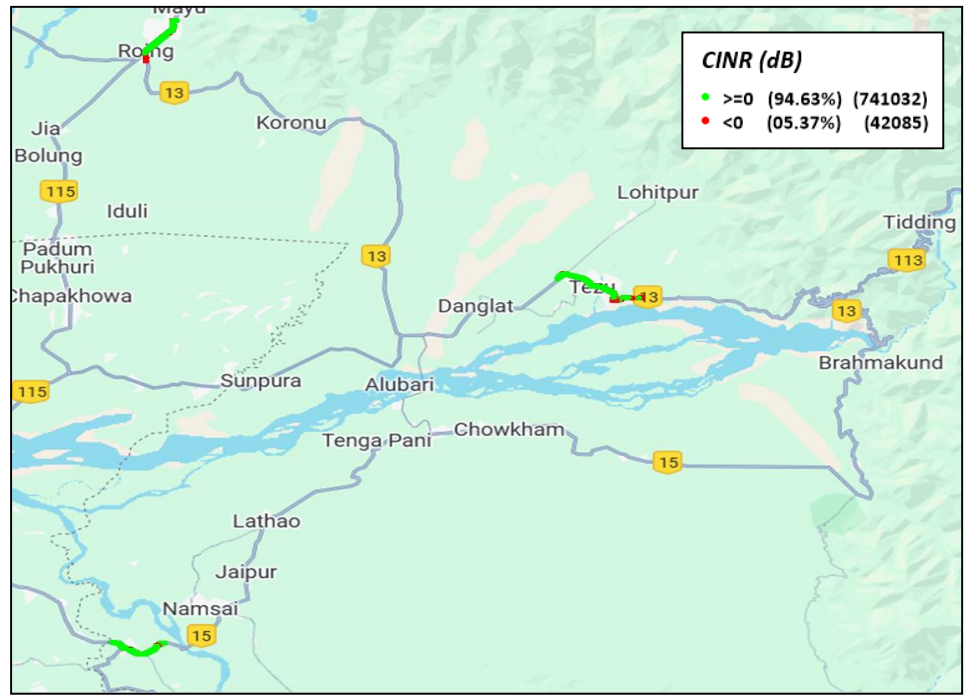 Mayu
Roing
13
Koronu
Jia
Bolung
115
Iduli
Padum
Pukhuri
Chapakhowa
13
Lohitpur
Tidding
113
Tezu
13
Danglat
13
Brahmakund
115
Sunpura
Alubari
Tenga Pani
Chowkham
15
Lathao
Jaipur
Namsai
15
CINR (dB)
>=0 (94.63%) (741032)
<0 (05.37%) (42085)